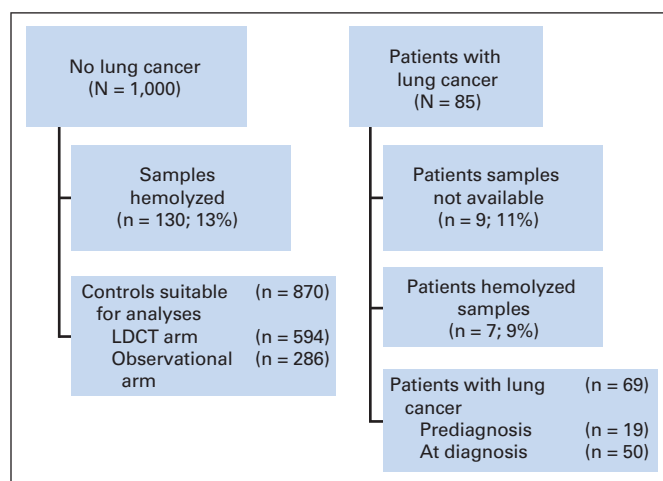 No lung cancer
(N = 1,000)
Samples
hemolyzed
(n = 130; 13%)
Controls suitable (n = 870)
for analyses
LDCT arm (n = 594)
Observational (n = 286)
arm
Patients with
lung cancer
(N = 85)
Patients samples
not available
(n = 9; 11%)
Patients hemolyzed
samples
(n = 7; 9%)
Patients with lung (n = 69)
cancer
Prediagnosis (n = 19)
At diagnosis (n = 50)